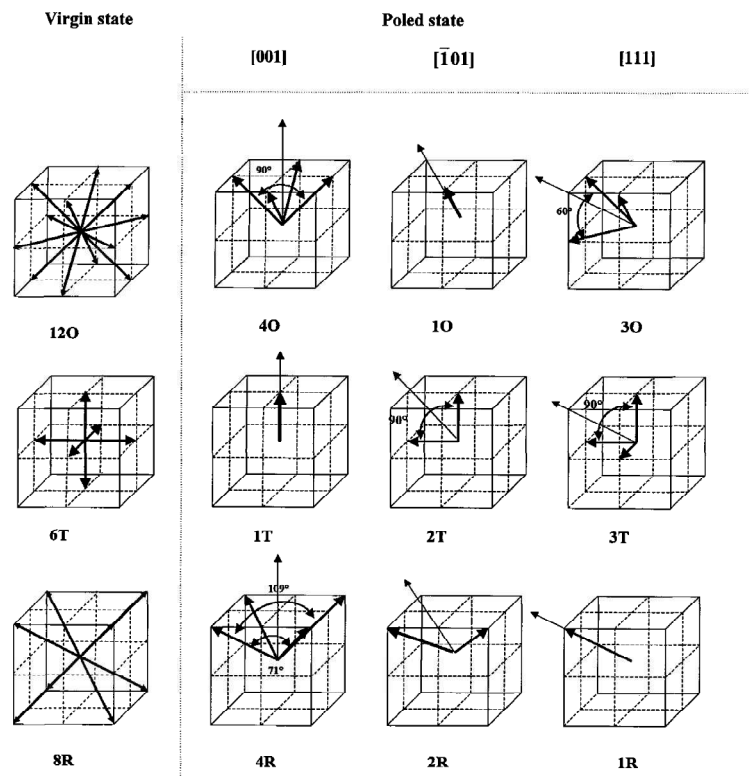 Virgin state Poled state
[001] [1̅01] [111]
90°
60°
12O 4O 1O 3O
90° 90°
6T 1T 2T 3T
109°
71°
8R 4R 2R 1R